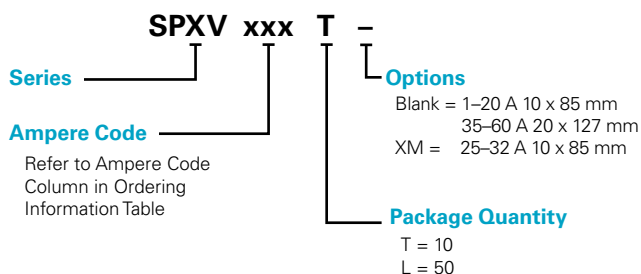 SPXV xxx T –
Series
Ampere Code
Refer to Ampere Code
Column in Ordering
Information Table
Options
Blank = 1–20 A 10 x 85 mm
35–60 A 20 x 127 mm
XM = 25–32 A 10 x 85 mm
Package Quantity
T = 10
L = 50